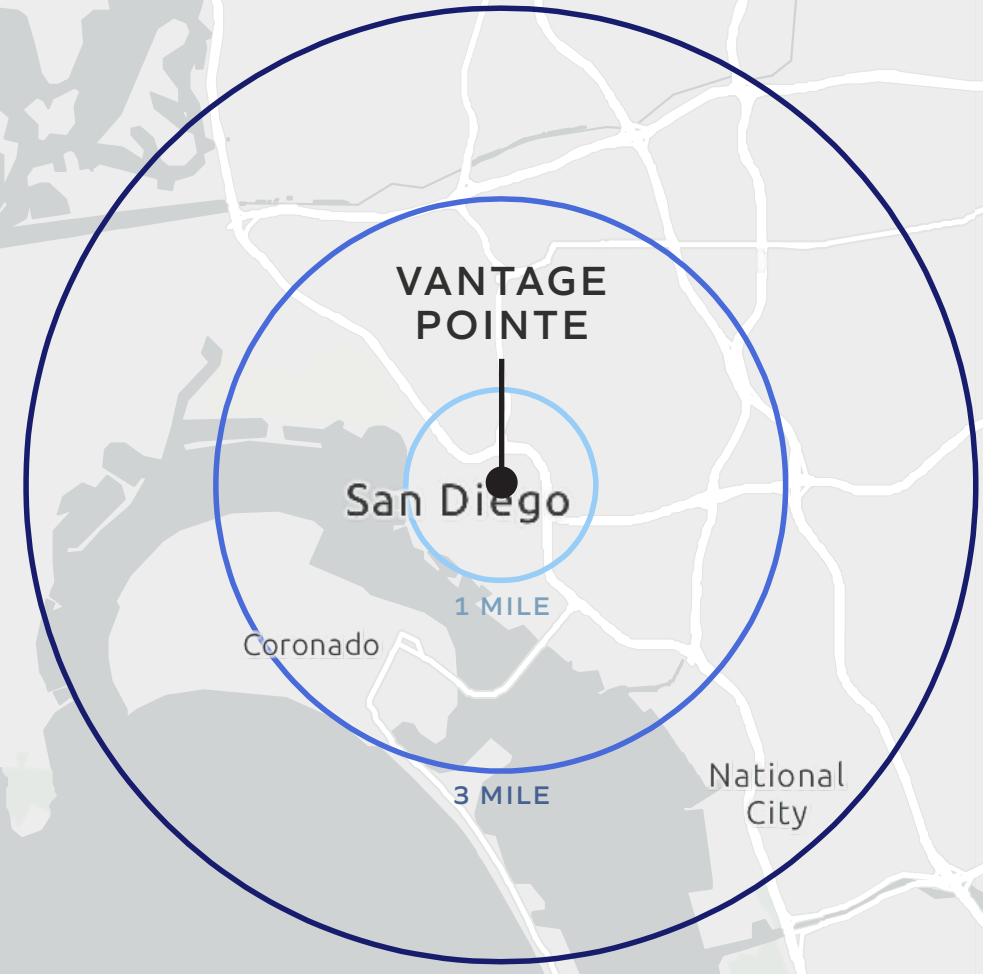 VANTAGE
POINTE
San Diego
1 MILE
Coronado
National
City
3 MILE